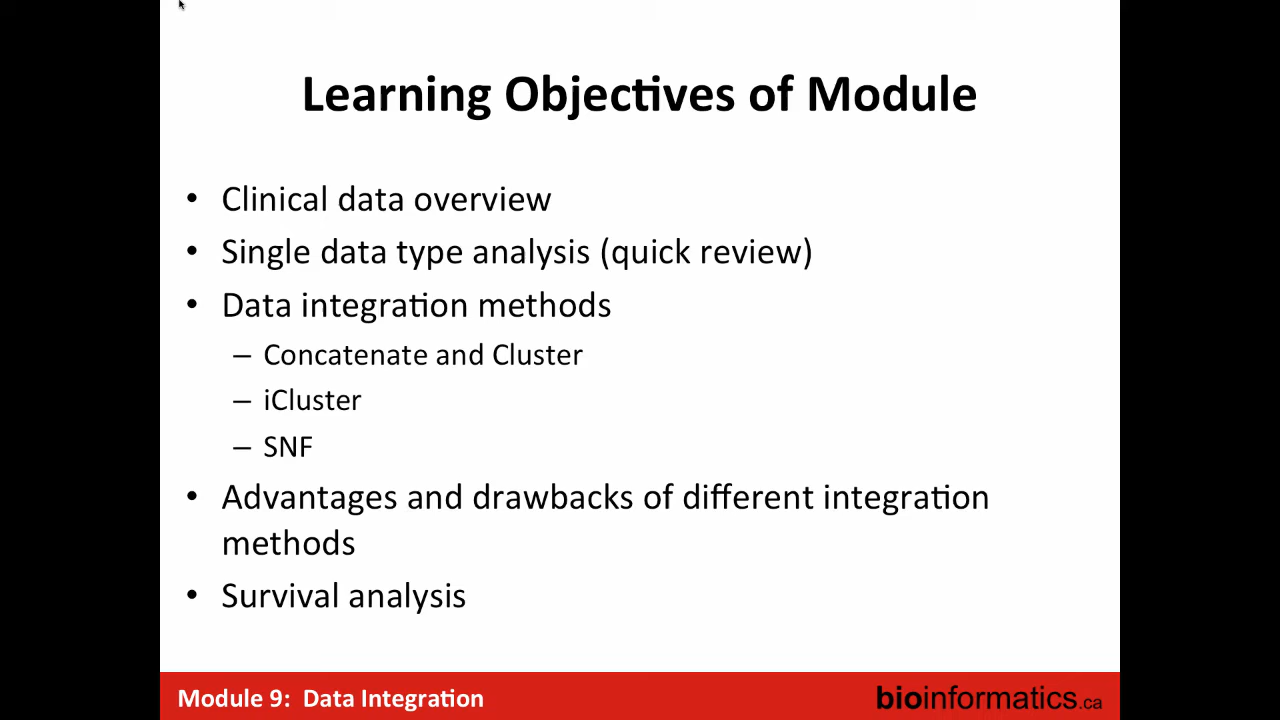 Learning Objectives of Module
• Clinical data overview
• Single data type analysis (quick review)
• Data integration methods
– Concatenate and Cluster
– iCluster
– SNF
• Advantages and drawbacks of different integration
methods
• Survival analysis
Module 9: Data Integration
bioinformatics.ca